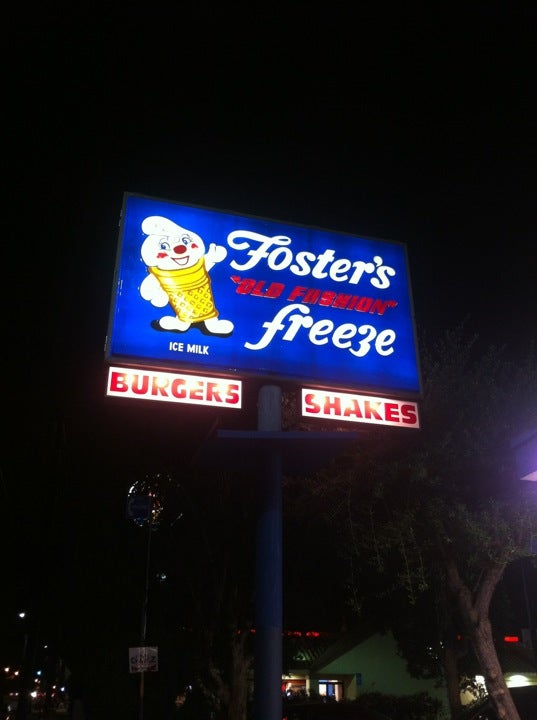 Foster's
"OLD FASHION"
freeze
ICE MILK
BURGERS
SHAKES